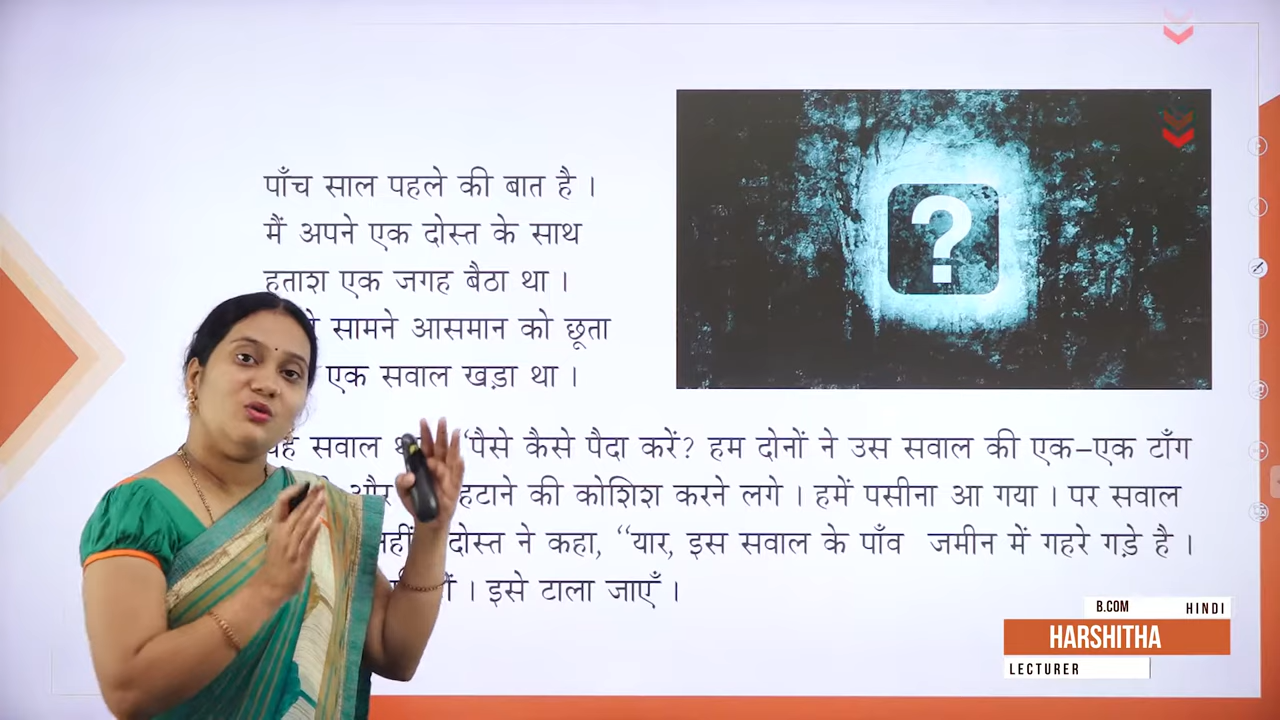 पाँच साल पहले की बात है ।
मैं अपने एक दोस्त के साथ
हताश एक जगह बैठा था ।
सामने आसमान को छूता
एक सवाल खड़ा था ।
सवाल "पैसे कैसे पैदा करें? हम दोनों ने उस सवाल की एक–एक टाँग
और हटाने की कोशिश करने लगे । हमें पसीना आ गया । पर सवाल
दोस्त ने कहा, "यार, इस सवाल के पाँव जमीन में गहरे गड़े है ।
। इसे टाला जाएँ ।
B.COM HINDI
HARSHITHA
LECTURER